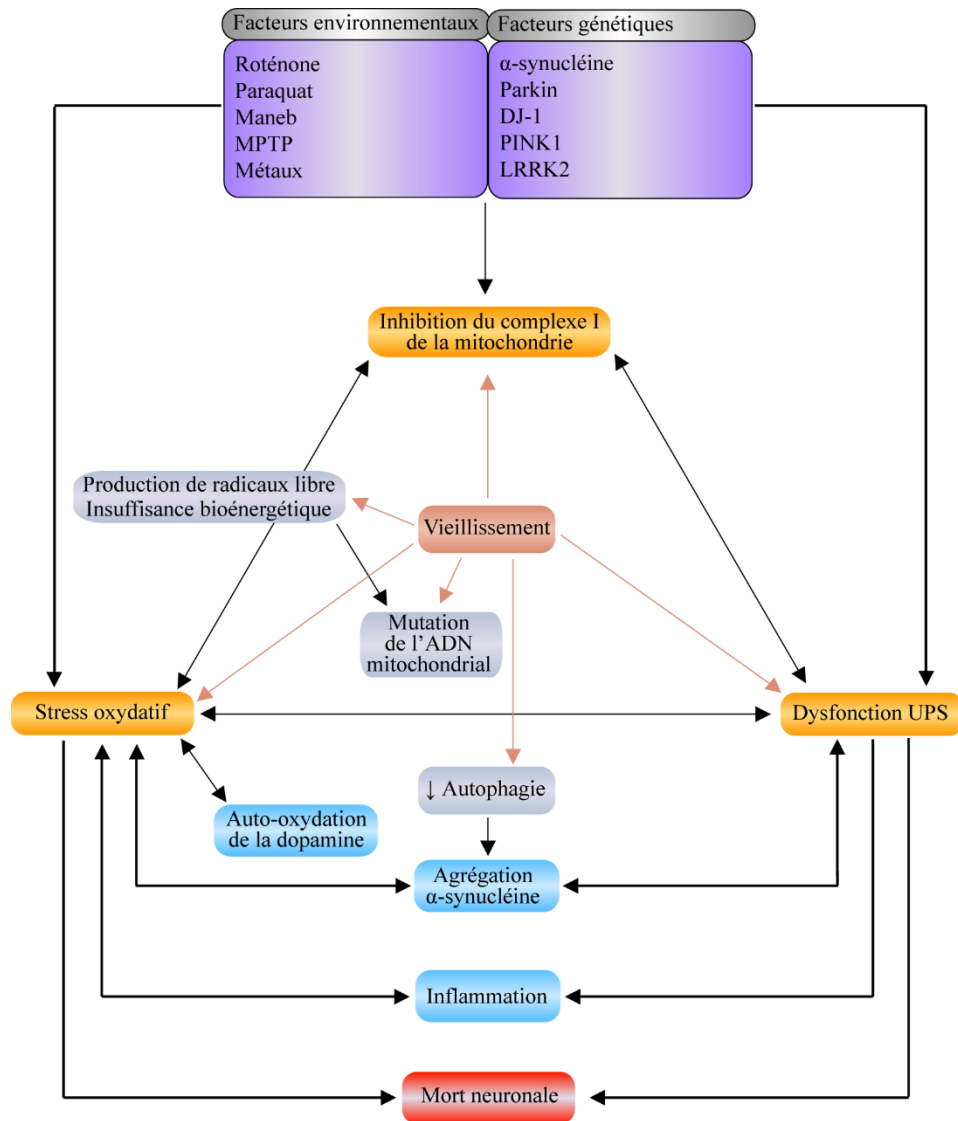 Facteurs environnementaux
Facteurs génétiques
Roténone
Paraquat
Maneb
MPTP
Métaux
α-synucléine
Parkin
DJ-1
PINK1
LRRK2
Inhibition du complexe I
de la mitochondrie
Production de radicaux libre
Insuffisance bioénergétique
Vieillissement
Mutation
de l’ADN
mitochondrial
Stress oxydatif
Dysfonction UPS
↓ Autophagie
Auto-oxydation
de la dopamine
Agrégation
α-synucléine
Inflammation
Mort neuronale